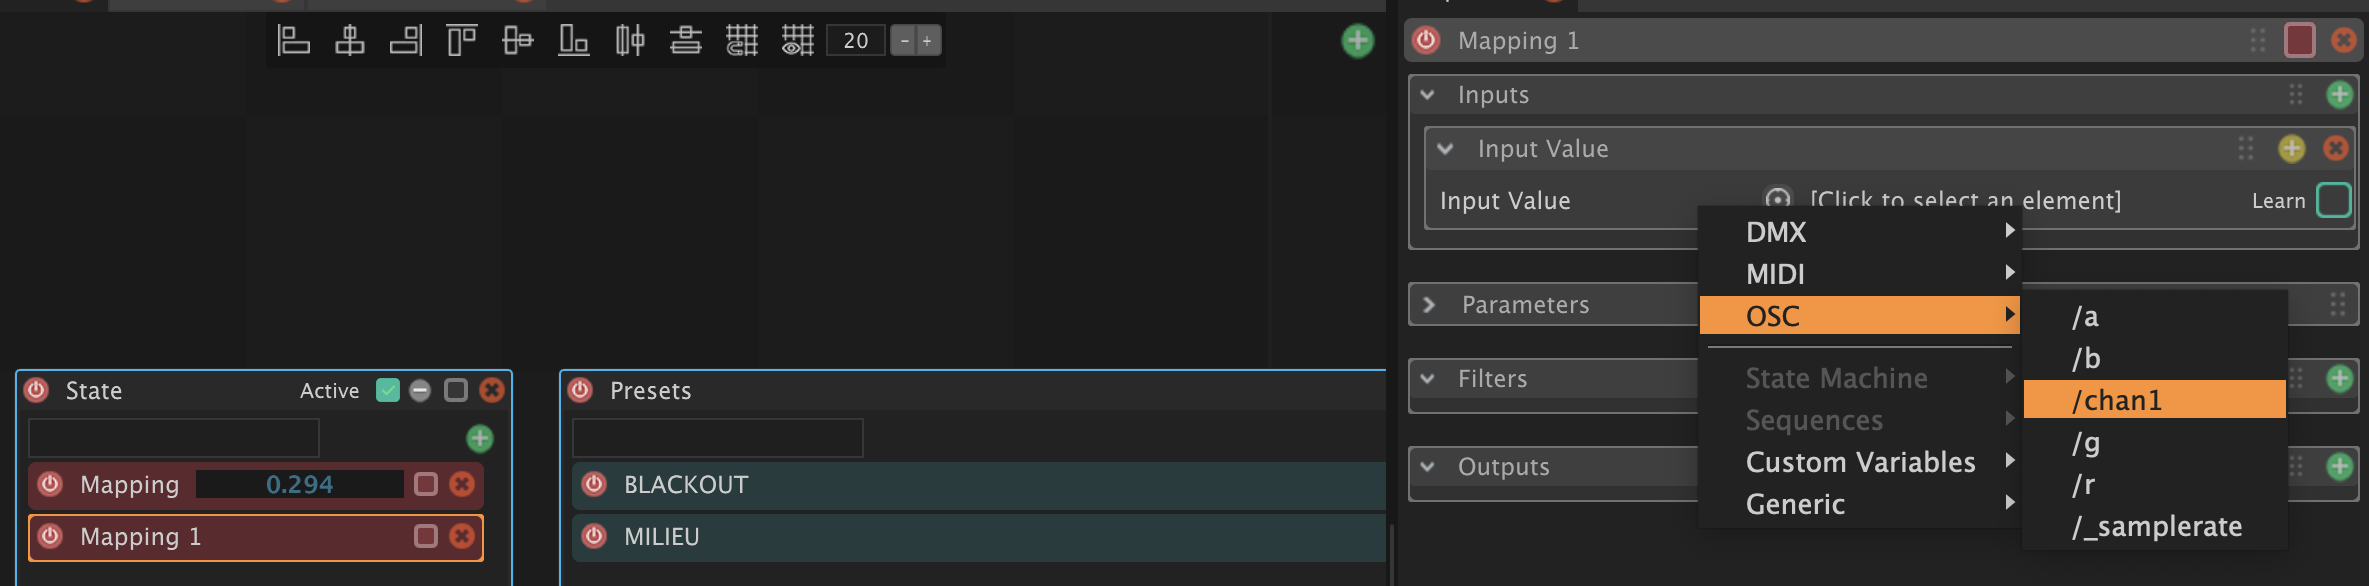 20
- +
Mapping 1
Inputs
Input Value
Input Value [Click to select an element] Learn
DMX
MIDI
OSC
State Machine
Sequences
Custom Variables
Generic
/a
/b
/chan1
/g
/r
/_samplerate
Parameters
Filters
Outputs
State Active
Mapping 0.294
Mapping 1
Presets
BLACKOUT
MILIEU